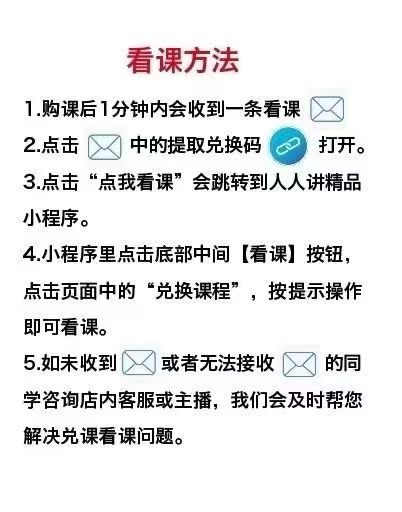 看课方法
1.购课后1分钟内会收到一条看课
2.点击 中的提取兑换码 打开。
3.点击“点我看课”会跳转到人人讲精品
小程序。
4.小程序里点击底部中间【看课】按钮，
点击页面中的“兑换课程”，按提示操作
即可看课。
5.如未收到 或者无法接收 的同
学咨询店内客服或主播，我们会及时帮您
解决兑课看课问题。